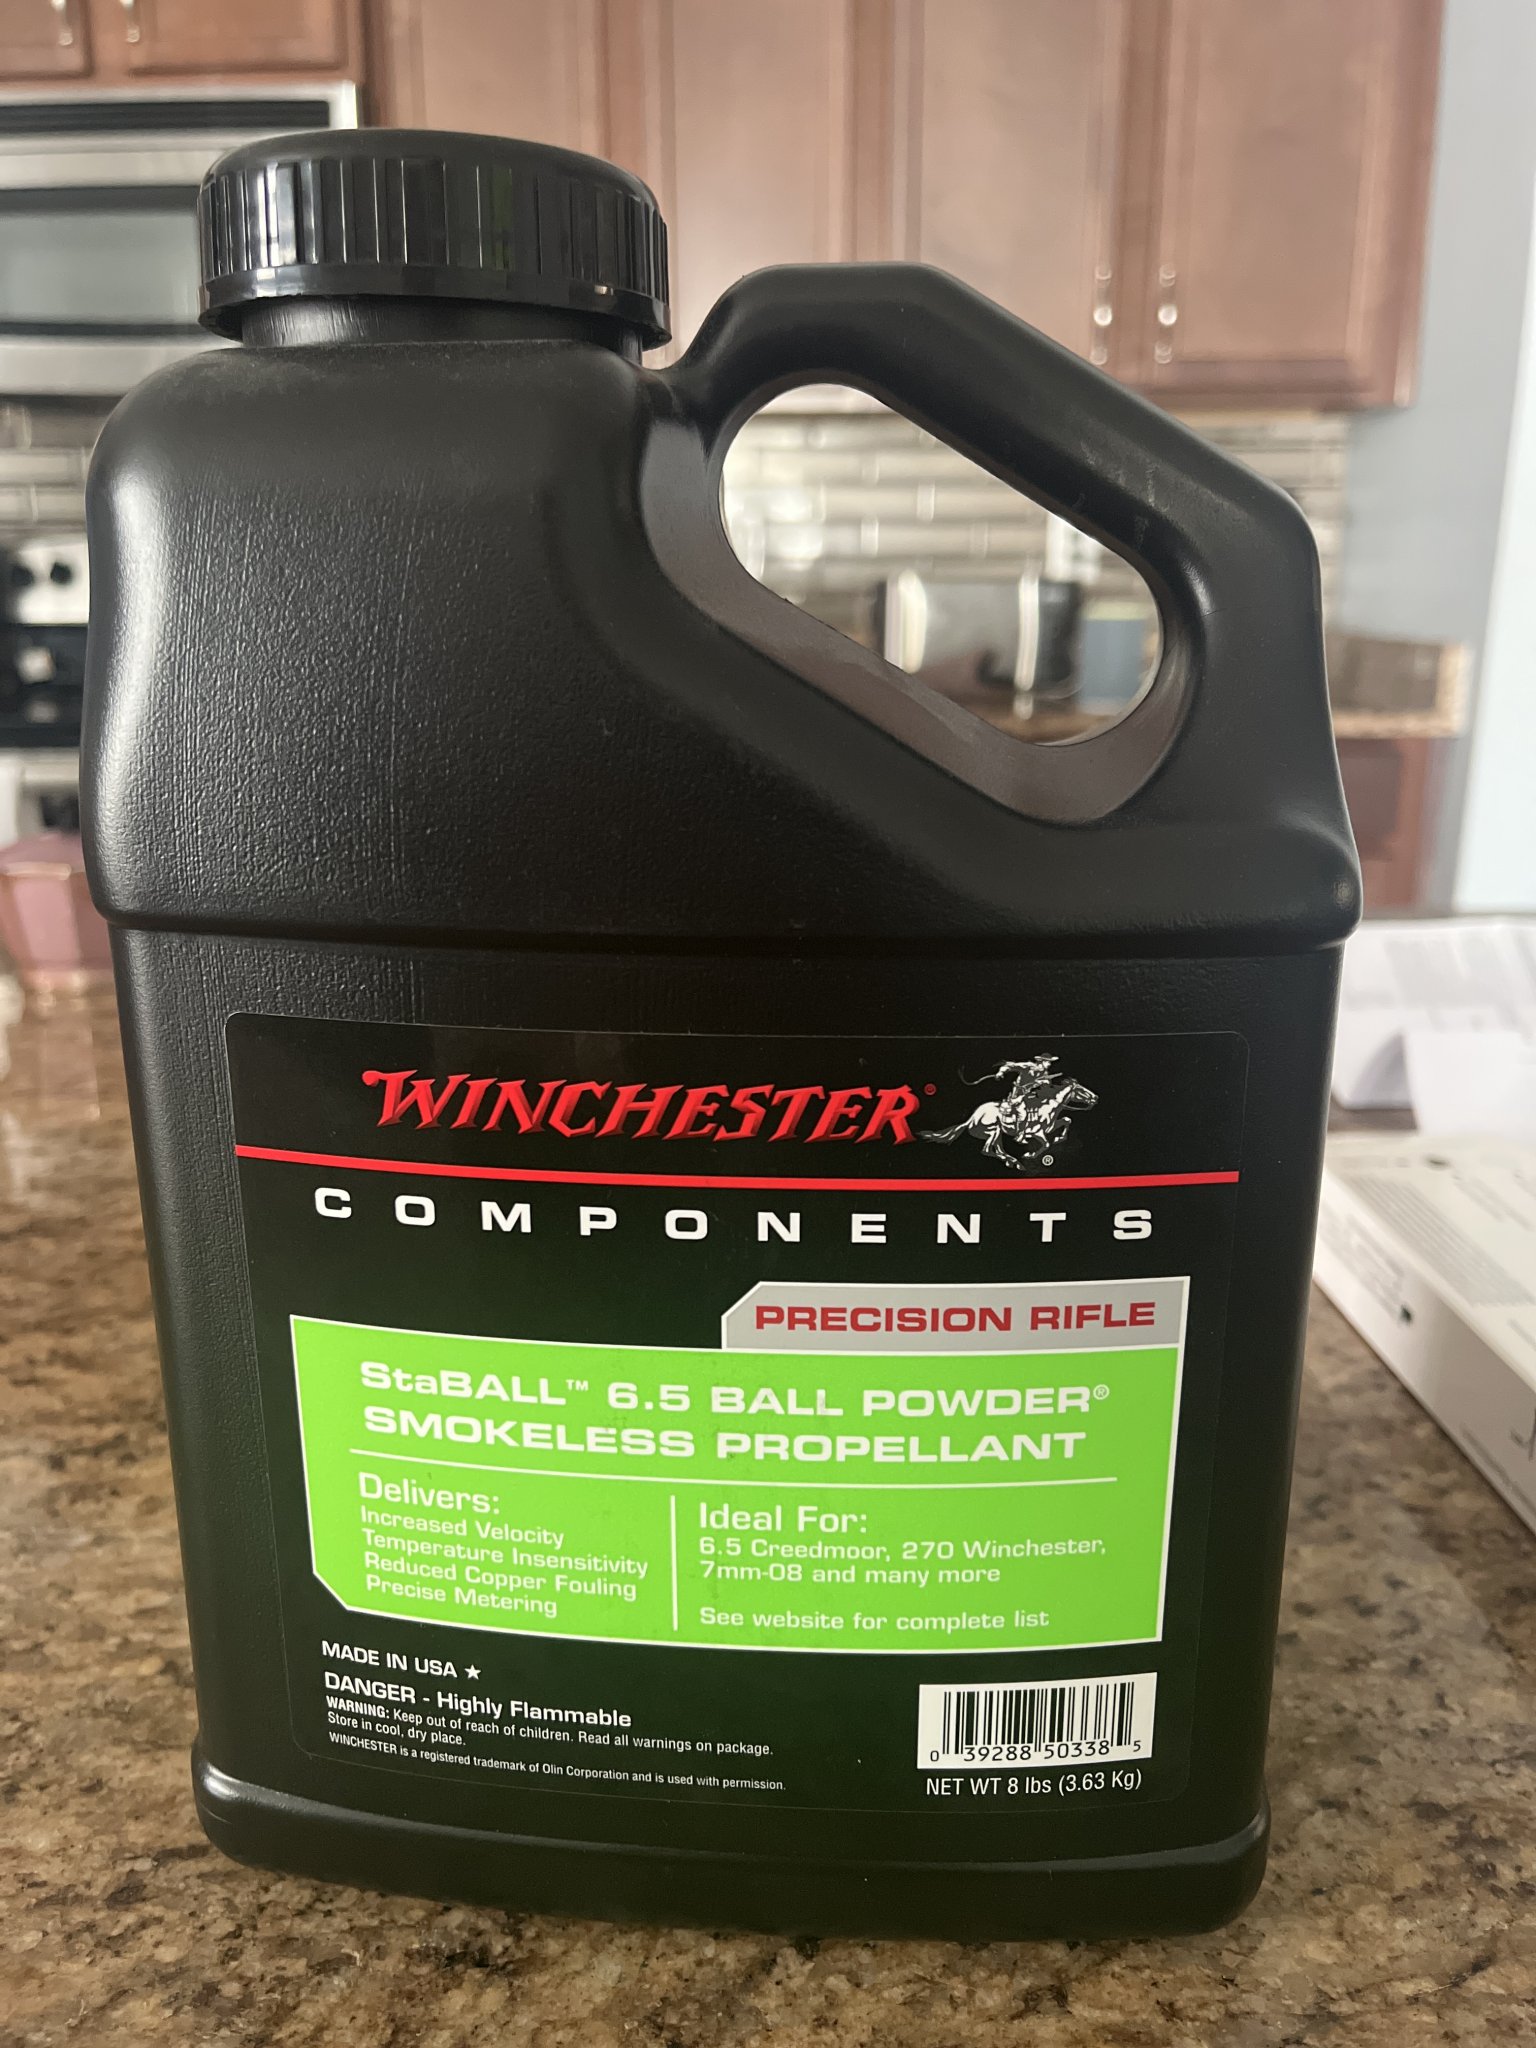 WINCHESTER®
®
COMPONENTS
PRECISION RIFLE
StaBALL™ 6.5 BALL POWDER®
SMOKELESS PROPELLANT
Delivers:
Increased Velocity
Temperature Insensitivity
Reduced Copper Fouling
Precise Metering
Ideal For:
6.5 Creedmoor, 270 Winchester,
7mm-08 and many more
See website for complete list
MADE IN USA ★
DANGER - Highly Flammable
WARNING: Keep out of reach of children. Read all warnings on package.
Store in cool, dry place.
WINCHESTER is a registered trademark of Olin Corporation and is used with permission.
0 39288 50338 5
NET WT 8 lbs (3.63 Kg)